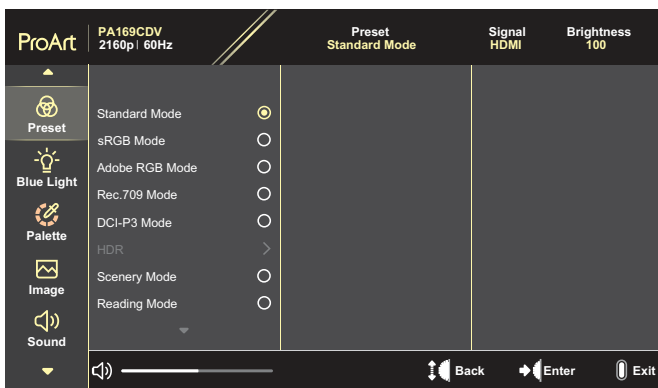 ProArt
PA169CDV
2160p | 60Hz
Preset
Standard Mode
Signal
HDMI
Brightness
100
Preset
Blue Light
Palette
Image
Sound
Standard Mode
sRGB Mode
Adobe RGB Mode
Rec.709 Mode
DCI-P3 Mode
HDR
Scenery Mode
Reading Mode
Back
Enter
Exit